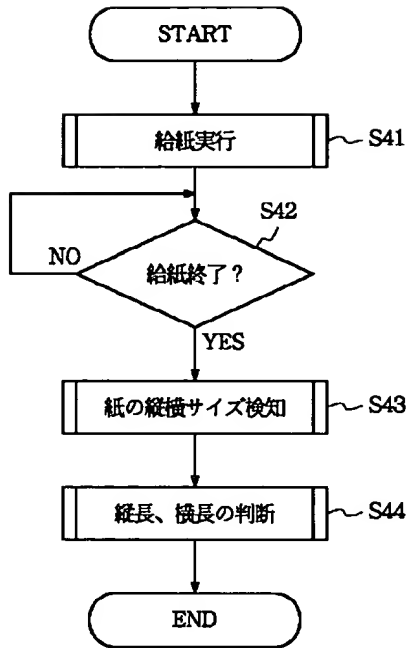 START
給紙実行
S41
S42
NO
給紙終了？
YES
紙の縦横サイズ検知
S43
縦長、横長の判断
S44
END